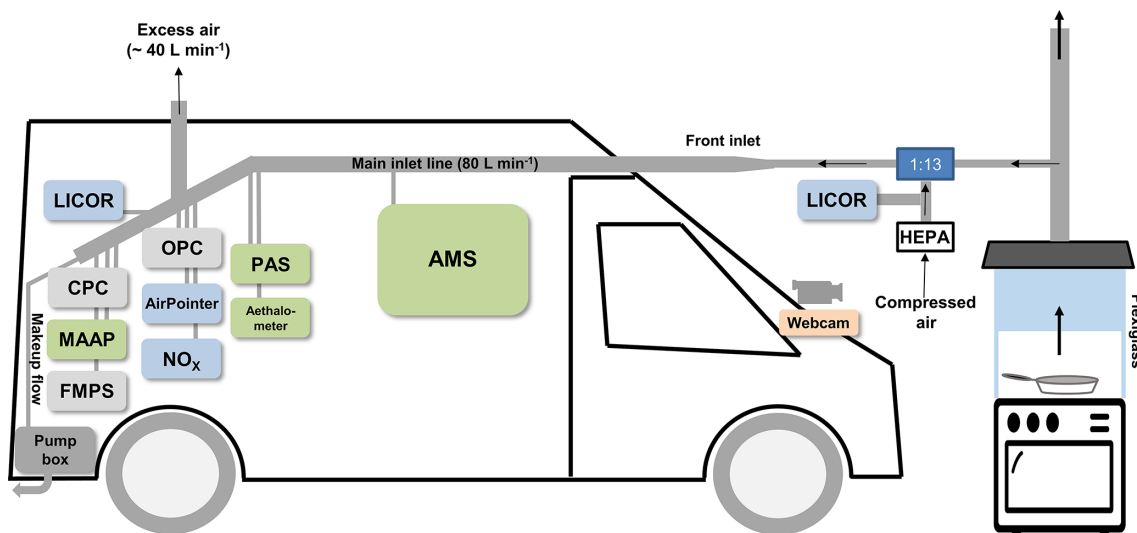 Excess air
(~ 40 L min⁻¹)
Front inlet
Main inlet line (80 L min⁻¹)
1:13
LICOR
LICOR
HEPA
OPC
PAS
AMS
CPC
AirPointer
Aethalo-
meter
Compressed
air
Webcam
MAAP
NOₓ
FMPS
Makeup flow
Pump
box
Plexiglass